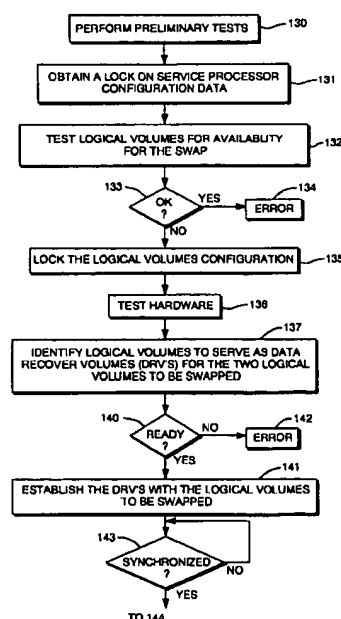 PERFORM PRELIMINARY TESTS
130
OBTAIN A LOCK ON SERVICE PROCESSOR
CONFIGURATION DATA
131
TEST LOGICAL VOLUMES FOR AVAILABLITY
FOR THE SWAP
132
133
OK
?
YES
134
ERROR
NO
LOCK THE LOGICAL VOLUMES CONFIGURATION
135
TEST HARDWARE
136
137
IDENTIFY LOGICAL VOLUMES TO SERVE AS DATA
RECOVER VOLUMES (DRV'S) FOR THE TWO LOGICAL
VOLUMES TO BE SWAPPED
140
READY
?
NO
142
ERROR
YES
141
ESTABLISH THE DRV'S WITH THE LOGICAL VOLUMES
TO BE SWAPPED
143
SYNCHRONIZED
?
NO
YES
TO 144